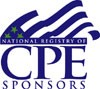 NATIONAL REGISTRY OF
CPE
SPONSORS